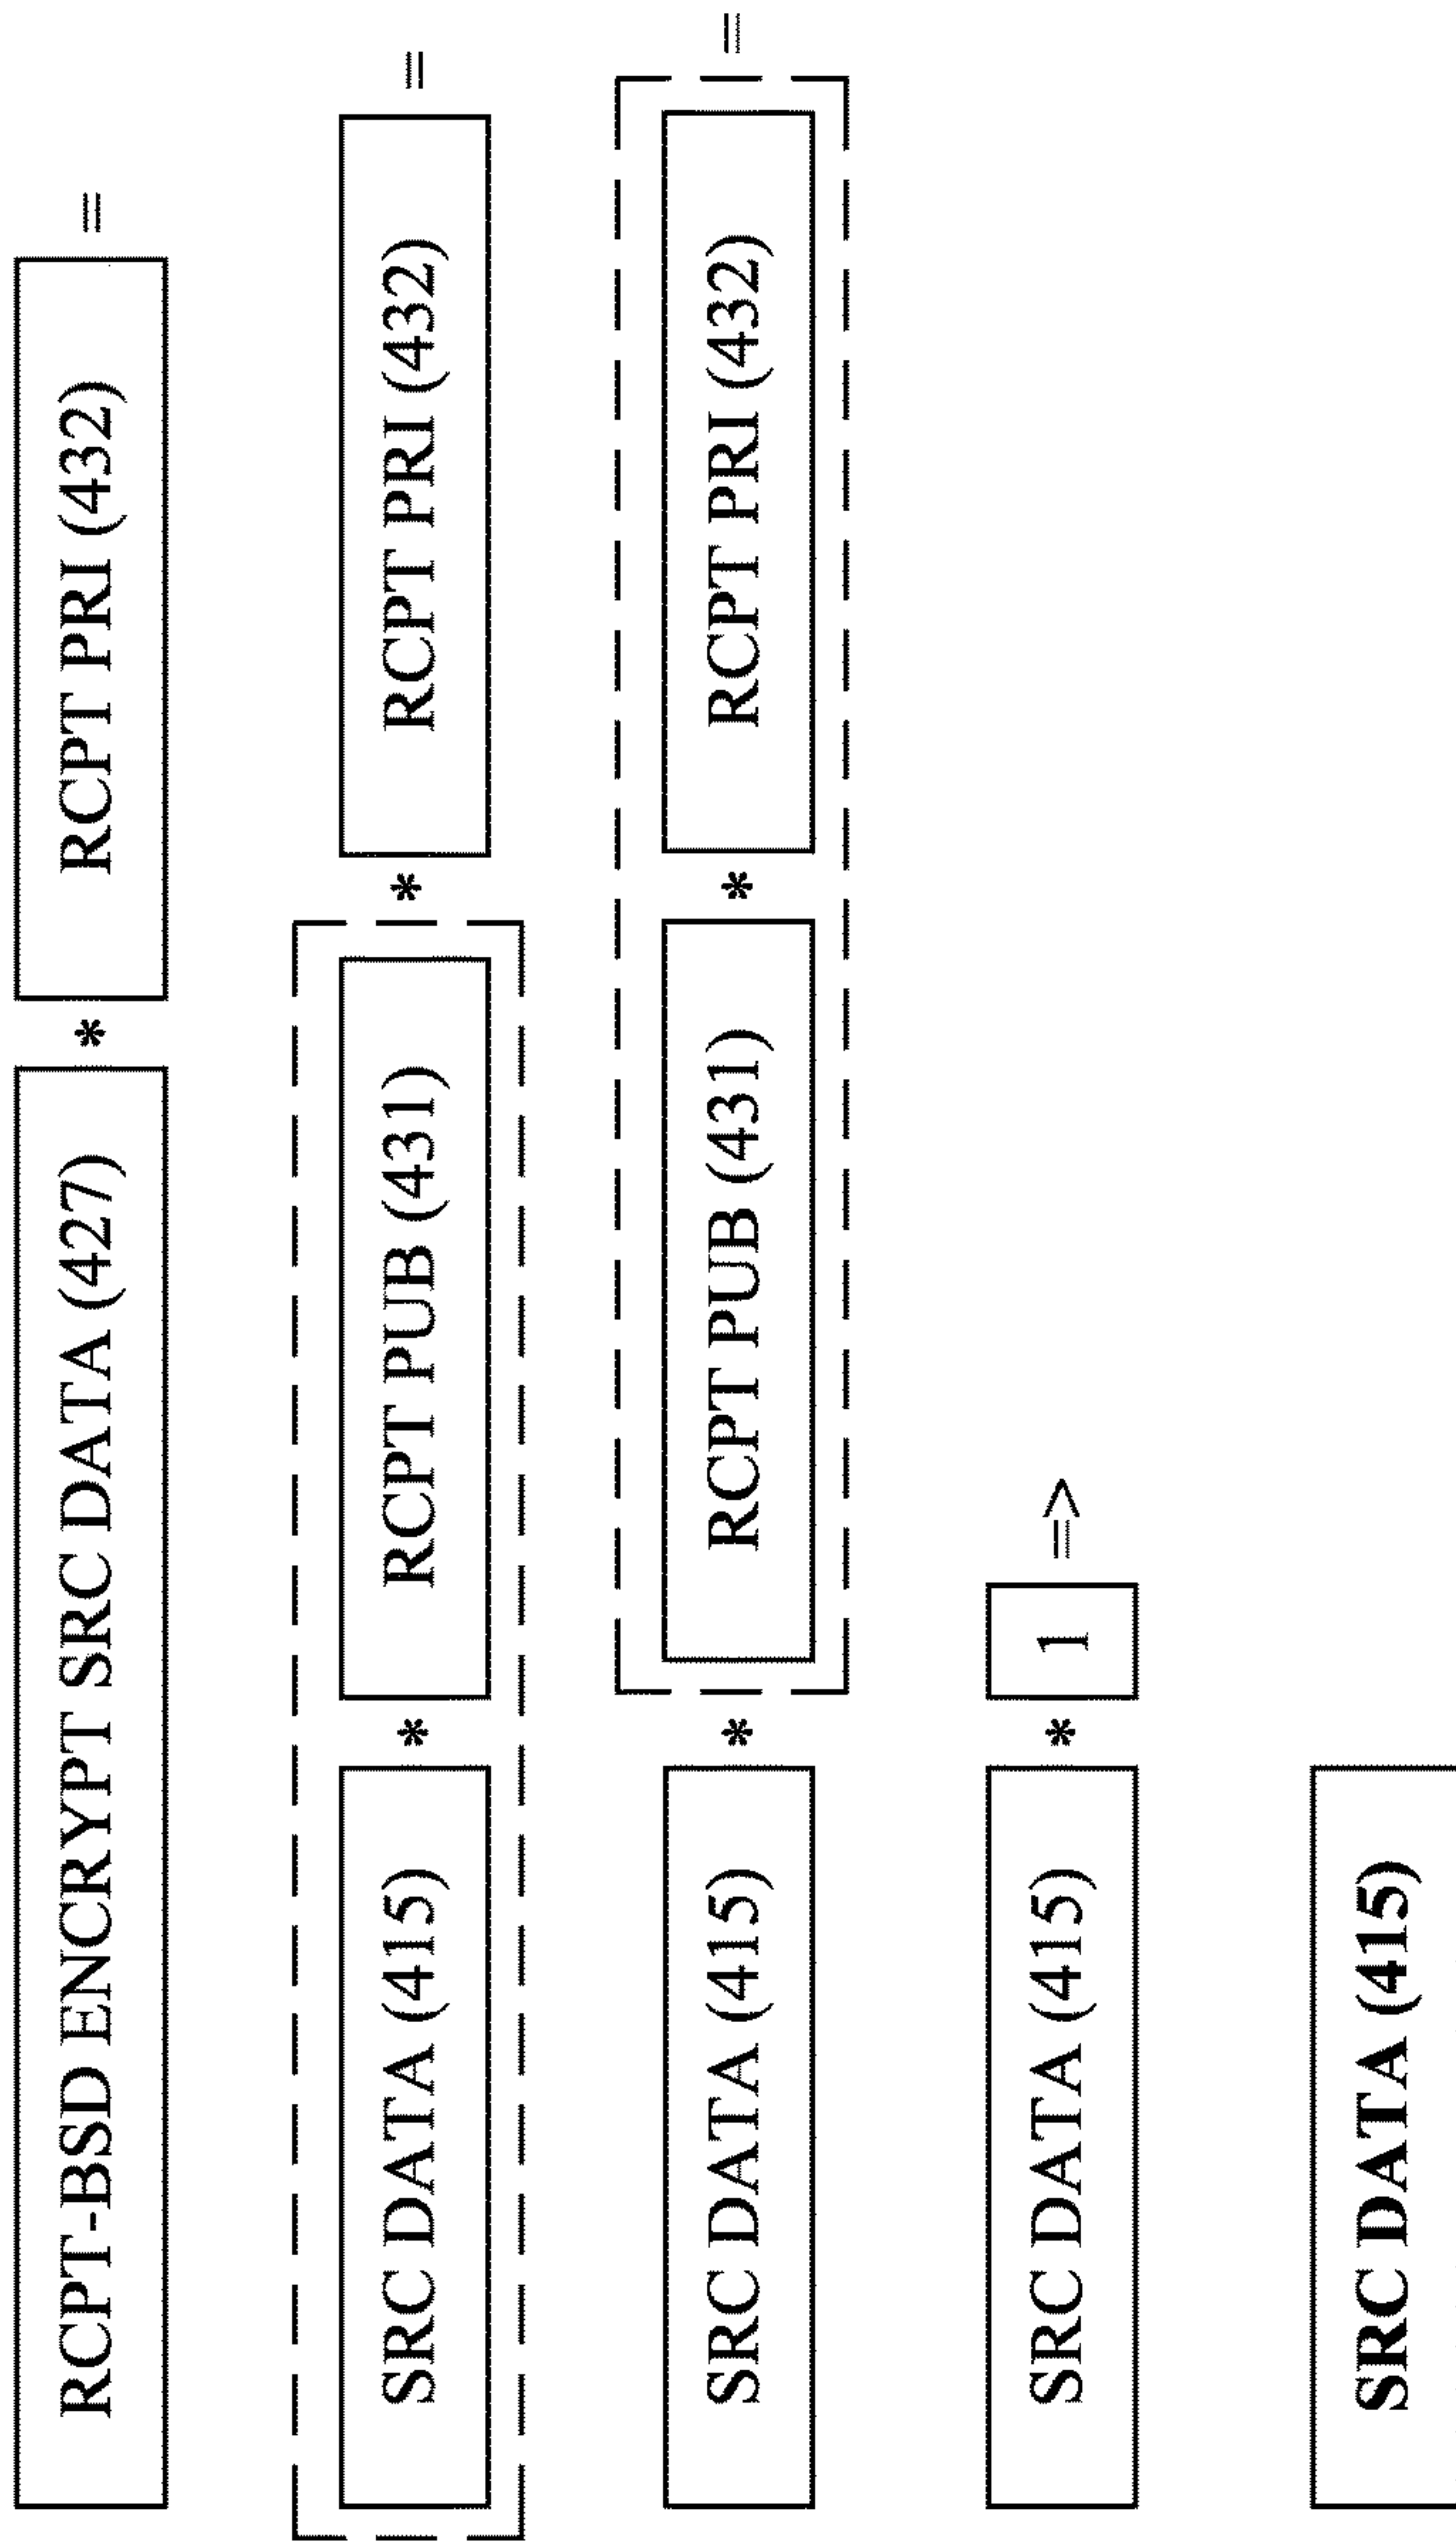 RCPT-BSD ENCRYPT SRC DATA (427) * RCPT PRI (432) =
SRC DATA (415) * RCPT PUB (431) * RCPT PRI (432) =
SRC DATA (415) * RCPT PUB (431) * RCPT PRI (432) =
SRC DATA (415) * 1 =>
SRC DATA (415)